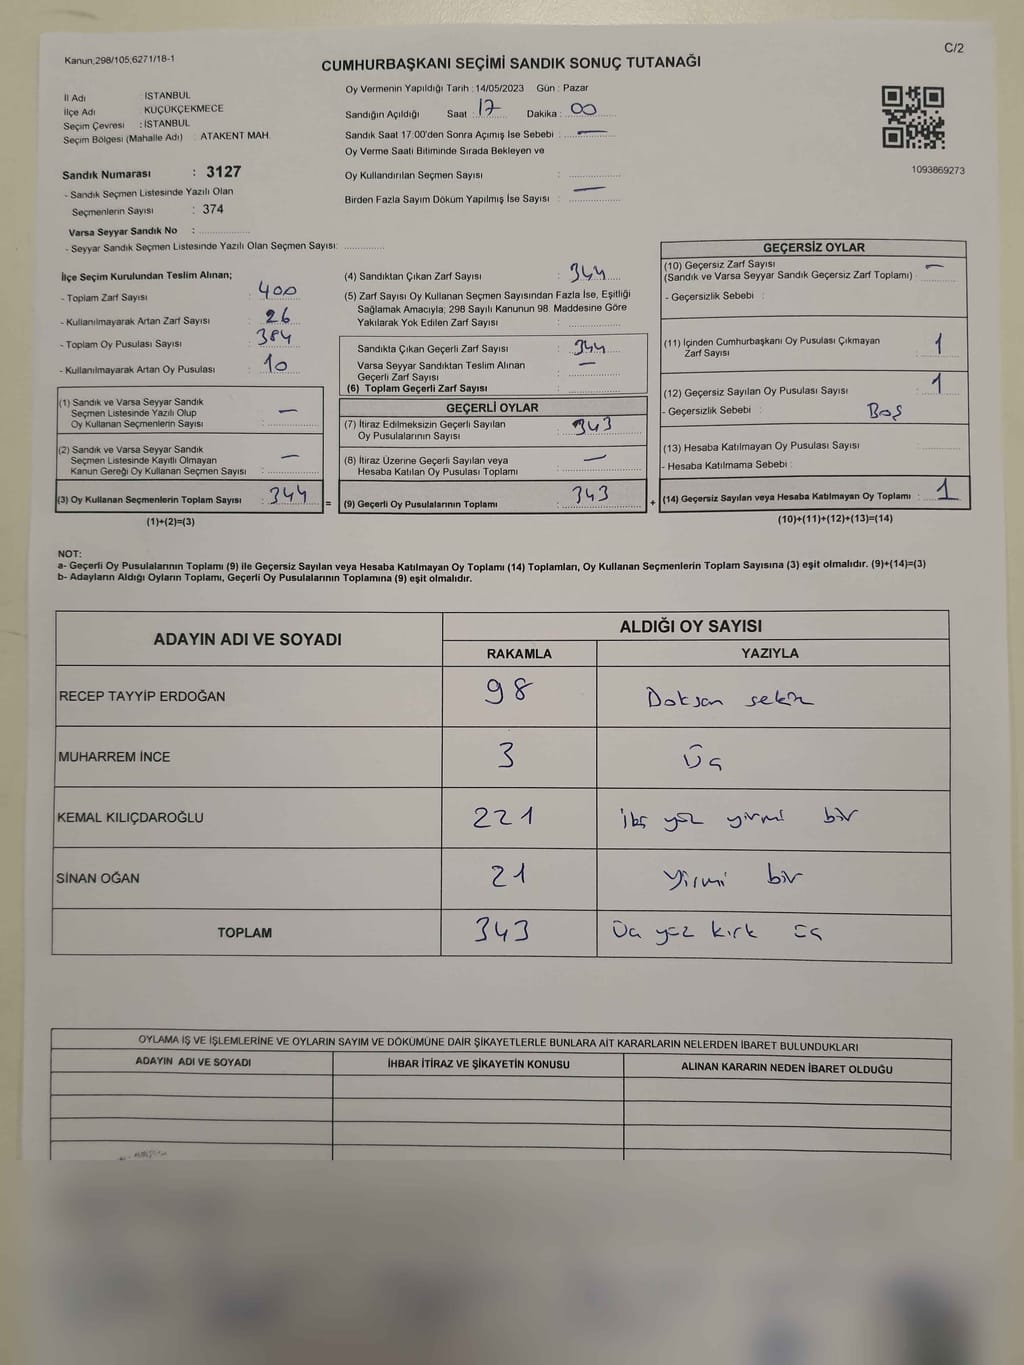 Kanun,298/105,6271/18-1
C/2
CUMHURBAŞKANI SEÇİMİ SANDIK SONUÇ TUTANAĞI
İl Adı : İSTANBUL
İlçe Adı KÜÇÜKÇEKMECE
Seçim Çevresi : İSTANBUL
Seçim Bölgesi (Mahalle Adı) : ATAKENT MAH.
Sandık Numarası : 3127
- Sandık Seçmen Listesinde Yazılı Olan
Seçmenlerin Sayısı : 374
Varsa Seyyar Sandık No :
- Seyyar Sandık Seçmen Listesinde Yazılı Olan Seçmen Sayısı:
Oy Vermenin Yapıldığı Tarih : 14/05/2023 Gün : Pazar
Sandığın Açıldığı Saat : 17 Dakika : 00
Sandık Saat 17:00'den Sonra Açımış İse Sebebi : —
Oy Verme Saati Bitiminde Sırada Bekleyen ve
Oy Kullandırılan Seçmen Sayısı :
Birden Fazla Sayım Döküm Yapılmış İse Sayısı : —
1093869273
İlçe Seçim Kurulundan Teslim Alınan;
- Toplam Zarf Sayısı : 400
- Kullanılmayarak Artan Zarf Sayısı : 26
- Toplam Oy Pusulası Sayısı : 384
- Kullanılmayarak Artan Oy Pusulası : 10
(1) Sandık ve Varsa Seyyar Sandık
Seçmen Listesinde Yazılı Olup
Oy Kullanan Seçmenlerin Sayısı : —
(2) Sandık ve Varsa Seyyar Sandık
Seçmen Listesinde Kayıtlı Olmayan
Kanun Gereği Oy Kullanan Seçmen Sayısı : —
(3) Oy Kullanan Seçmenlerin Toplam Sayısı : 344 =
(1)+(2)=(3)
(4) Sandıktan Çıkan Zarf Sayısı : 344
(5) Zarf Sayısı Oy Kullanan Seçmen Sayısından Fazla İse, Eşitliği
Sağlamak Amacıyla; 298 Sayılı Kanunun 98. Maddesine Göre
Yakılarak Yok Edilen Zarf Sayısı :
Sandıkta Çıkan Geçerli Zarf Sayısı : 344
Varsa Seyyar Sandıktan Teslim Alınan
Geçerli Zarf Sayısı : —
(6) Toplam Geçerli Zarf Sayısı :
GEÇERLİ OYLAR
(7) İtiraz Edilmeksizin Geçerli Sayılan
Oy Pusulalarının Sayısı : 343
(8) İtiraz Üzerine Geçerli Sayılan veya
Hesaba Katılan Oy Pusulası Toplamı : —
(9) Geçerli Oy Pusulalarının Toplamı : 343 +
GEÇERSİZ OYLAR
(10) Geçersiz Zarf Sayısı
(Sandık ve Varsa Seyyar Sandık Geçersiz Zarf Toplamı) —
- Geçersizlik Sebebi :
(11) İçinden Cumhurbaşkanı Oy Pusulası Çıkmayan
Zarf Sayısı : 1
(12) Geçersiz Sayılan Oy Pusulası Sayısı : 1
- Geçersizlik Sebebi : Boş
(13) Hesaba Katılmayan Oy Pusulası Sayısı
- Hesaba Katılmama Sebebi :
(14) Geçersiz Sayılan veya Hesaba Katılmayan Oy Toplamı : 1
(10)+(11)+(12)+(13)=(14)
NOT:
a- Geçerli Oy Pusulalarının Toplamı (9) ile Geçersiz Sayılan veya Hesaba Katılmayan Oy Toplamı (14) Toplamları, Oy Kullanan Seçmenlerin Toplam Sayısına (3) eşit olmalıdır. (9)+(14)=(3)
b- Adayların Aldığı Oyların Toplamı, Geçerli Oy Pusulalarının Toplamına (9) eşit olmalıdır.
ADAYIN ADI VE SOYADI ALDIĞI OY SAYISI
RAKAMLA YAZIYLA
RECEP TAYYİP ERDOĞAN 98 Doksan sekiz
MUHARREM İNCE 3 Üç
KEMAL KILIÇDAROĞLU 221 iki yüz yirmi bir
SİNAN OĞAN 21 Yirmi bir
TOPLAM 343 Üç yüz kırk üç
OYLAMA İŞ VE İŞLEMLERİNE VE OYLARIN SAYIM VE DÖKÜMÜNE DAİR ŞİKAYETLERLE BUNLARA AİT KARARLARIN NELERDEN İBARET BULUNDUKLARI
ADAYIN ADI VE SOYADI İHBAR İTİRAZ VE ŞİKAYETİN KONUSU ALINAN KARARIN NEDEN İBARET OLDUĞU